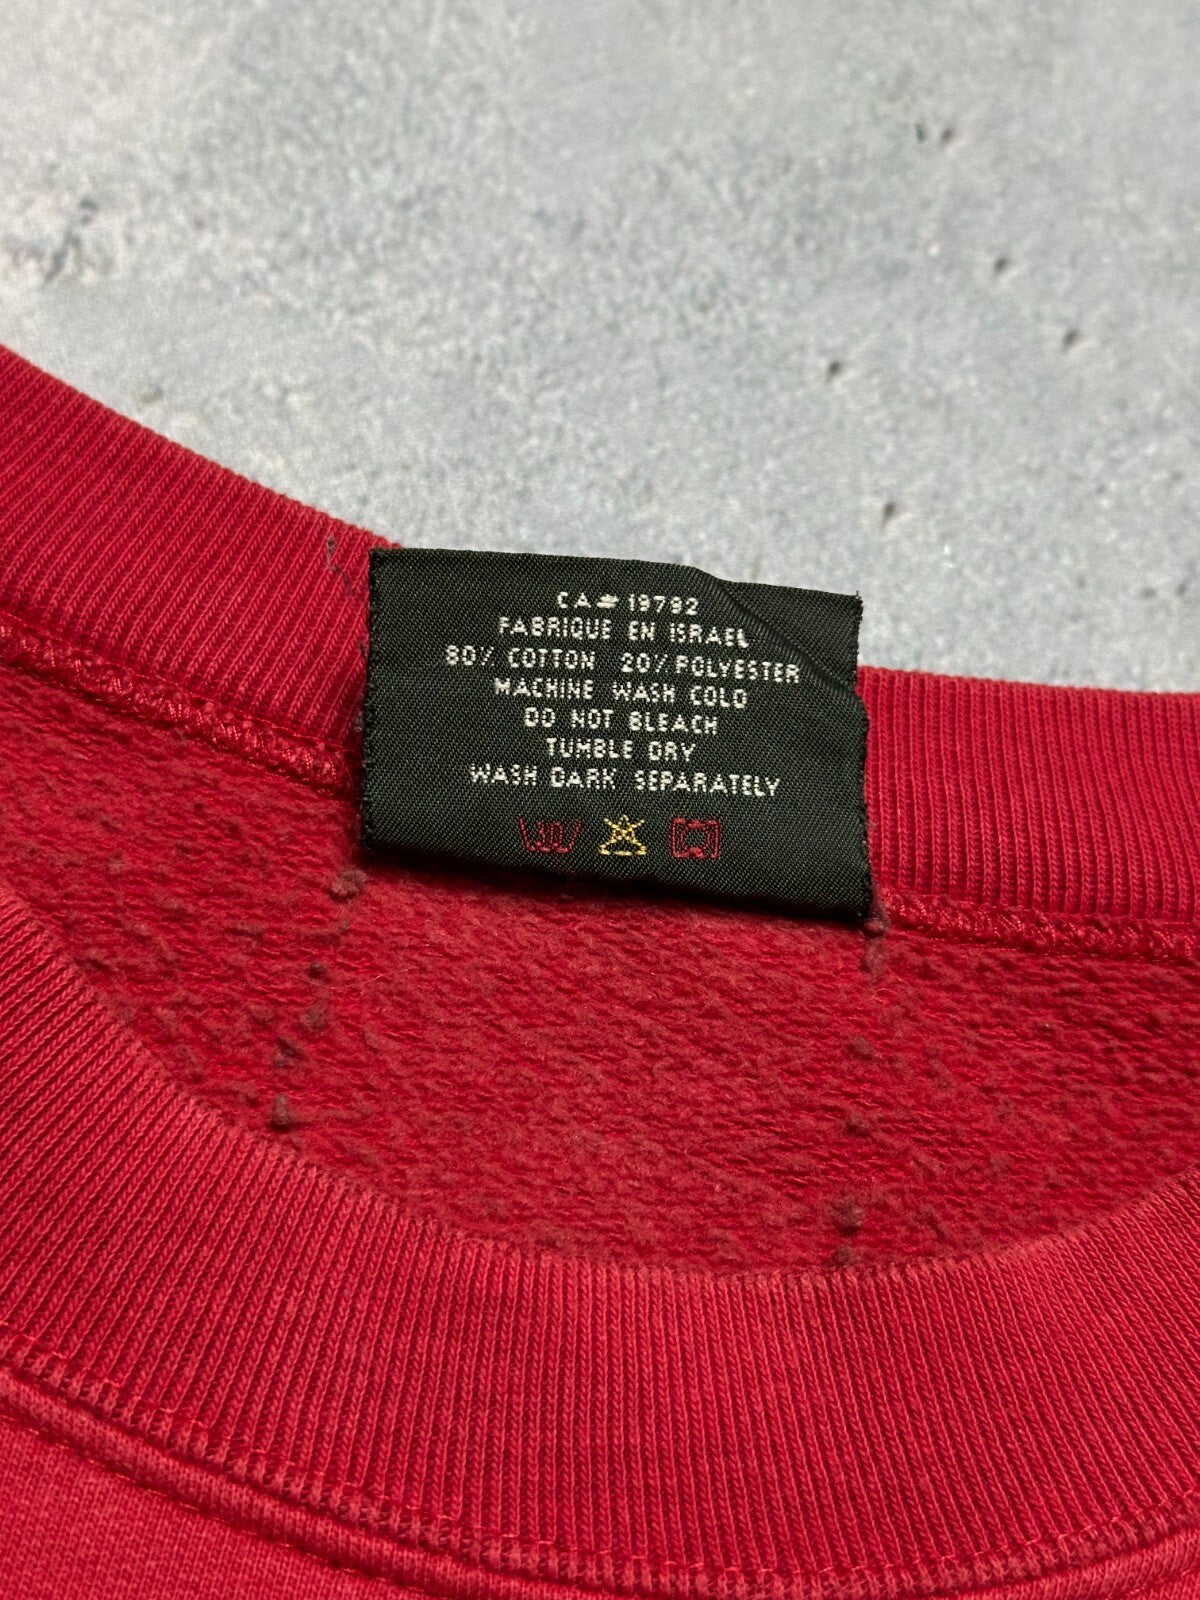 CA# 19792
FABRIQUE EN ISRAEL
80% COTTON 20% POLYESTER
MACHINE WASH COLD
DO NOT BLEACH
TUMBLE DRY
WASH DARK SEPARATELY
30